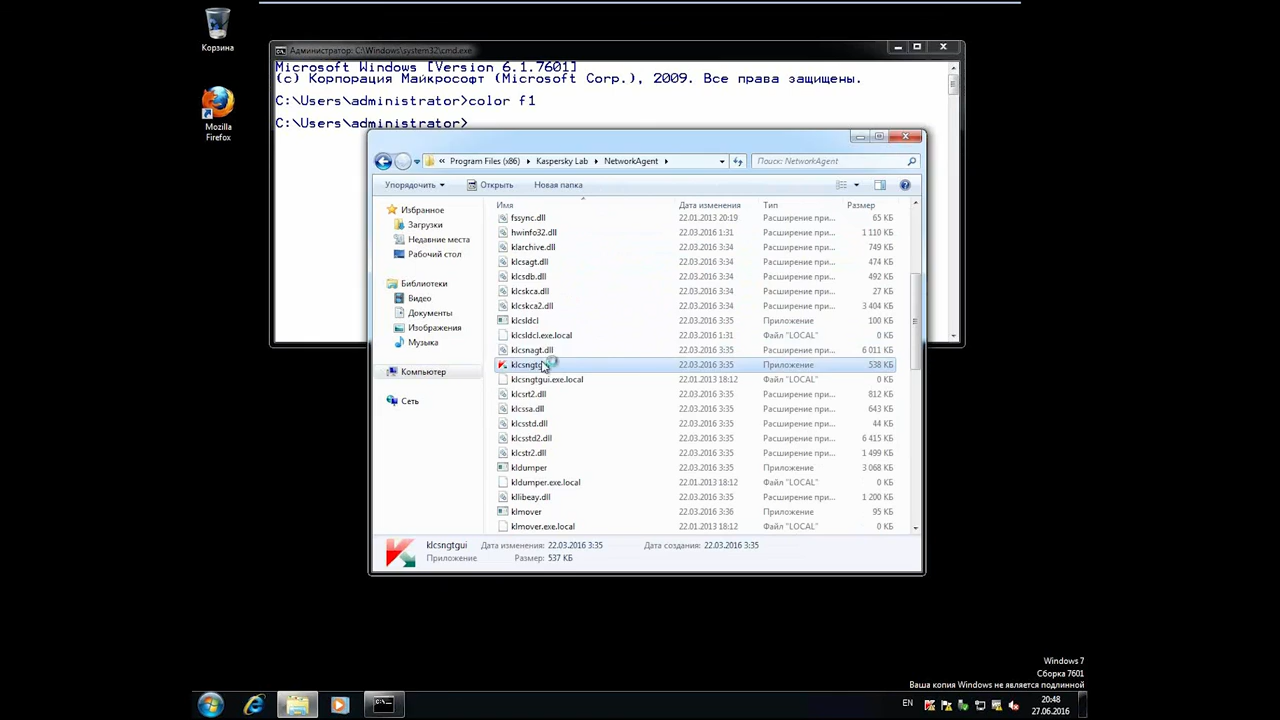 Корзина
Mozilla
Firefox
Администратор: C:\Windows\system32\cmd.exe
Microsoft Windows [Version 6.1.7601]
(c) Корпорация Майкрософт (Microsoft Corp.), 2009. Все права защищены.
C:\Users\administrator>color f1
C:\Users\administrator>
« Program Files (x86) Kaspersky Lab NetworkAgent
Поиск: NetworkAgent
Упорядочить Открыть Новая папка
Избранное
Загрузки
Недавние места
Рабочий стол
Библиотеки
Видео
Документы
Изображения
Музыка
Компьютер
Сеть
Имя Дата изменения Тип Размер
fssync.dll 22.01.2013 20:19 Расширение при... 65 КБ
hwinfo32.dll 22.03.2016 1:31 Расширение при... 1 110 КБ
klarchive.dll 22.03.2016 3:34 Расширение при... 749 КБ
klcsagt.dll 22.03.2016 3:34 Расширение при... 474 КБ
klcsdb.dll 22.03.2016 3:34 Расширение при... 492 КБ
klcskca.dll 22.03.2016 3:34 Расширение при... 27 КБ
klcskca2.dll 22.03.2016 3:34 Расширение при... 3 404 КБ
klcsldcl 22.03.2016 3:35 Приложение 100 КБ
klcsldcl.exe.local 22.03.2016 1:31 Файл "LOCAL" 0 КБ
klcsnagt.dll 22.03.2016 3:35 Расширение при... 6 011 КБ
22.03.2016 3:35 Приложение 538 КБ
klcsngtgui.exe.local 22.01.2013 18:12 Файл "LOCAL" 0 КБ
klcsrt2.dll 22.03.2016 3:35 Расширение при... 812 КБ
klcssa.dll 22.03.2016 3:35 Расширение при... 643 КБ
klcsstd.dll 22.03.2016 3:35 Расширение при... 44 КБ
klcsstd2.dll 22.03.2016 3:35 Расширение при... 6 415 КБ
klcstr2.dll 22.03.2016 3:35 Расширение при... 1 499 КБ
kldumper 22.03.2016 3:35 Приложение 3 068 КБ
kldumper.exe.local 22.01.2013 18:12 Файл "LOCAL" 0 КБ
kllibeay.dll 22.03.2016 3:35 Расширение при... 1 200 КБ
klmover 22.03.2016 3:36 Приложение 95 КБ
klmover.exe.local 22.01.2013 18:12 Файл "LOCAL" 0 КБ
klcsngtgui Дата изменения: 22.03.2016 3:35 Дата создания: 22.03.2016 3:35
Приложение Размер: 537 КБ
Windows 7
Сборка 7601
Ваша копия Windows не является подлинной
EN
20:48
27.06.2016